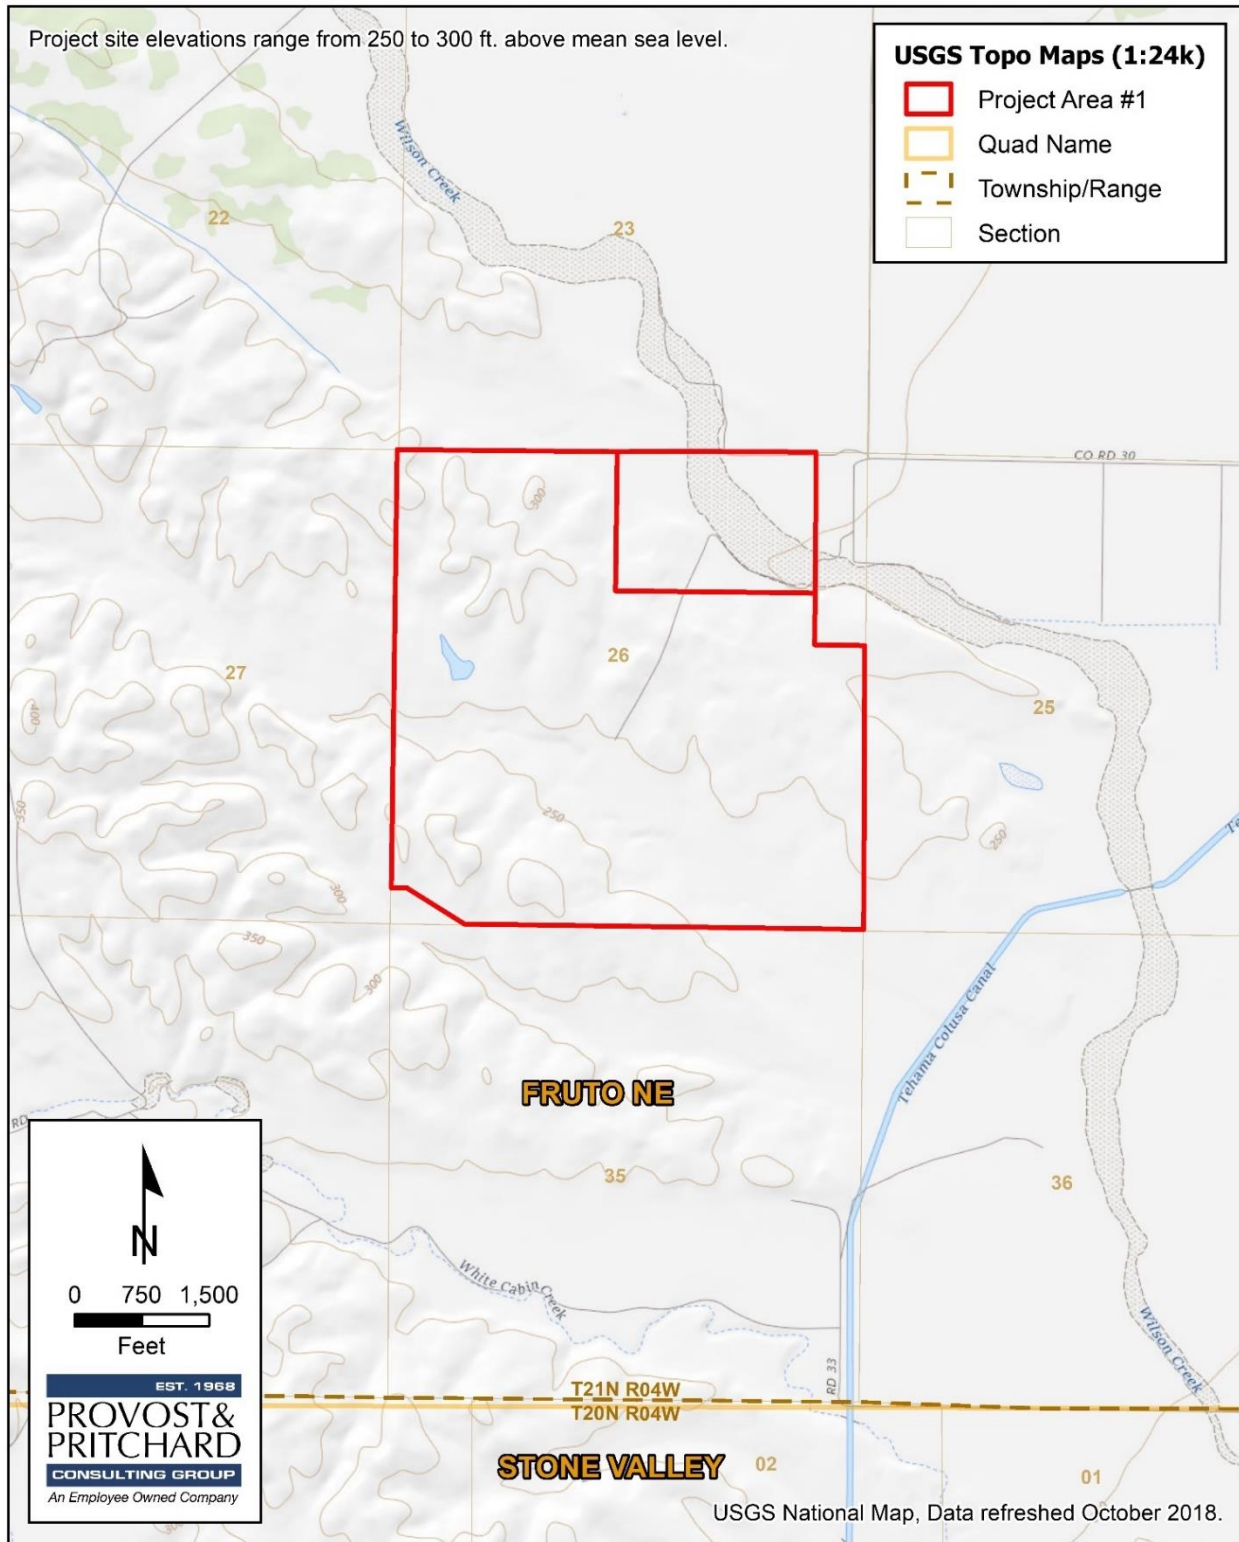 Project site elevations range from 250 to 300 ft. above mean sea level.
USGS Topo Maps (1:24k)
Project Area #1
Quad Name
Township/Range
Section
Wilson Creek
22
23
CO RD 30
300
26
27
25
400
350
250
250
300
350
300
Tehama Colusa Canal
Te
FRUTO NE
RD
35
36
White Cabin Creek
Wilson Creek
RD 33
N
0 750 1,500
Feet
EST. 1968
PROVOST&
PRITCHARD
CONSULTING GROUP
An Employee Owned Company
T21N R04W
T20N R04W
STONE VALLEY
02
01
300
USGS National Map, Data refreshed October 2018.